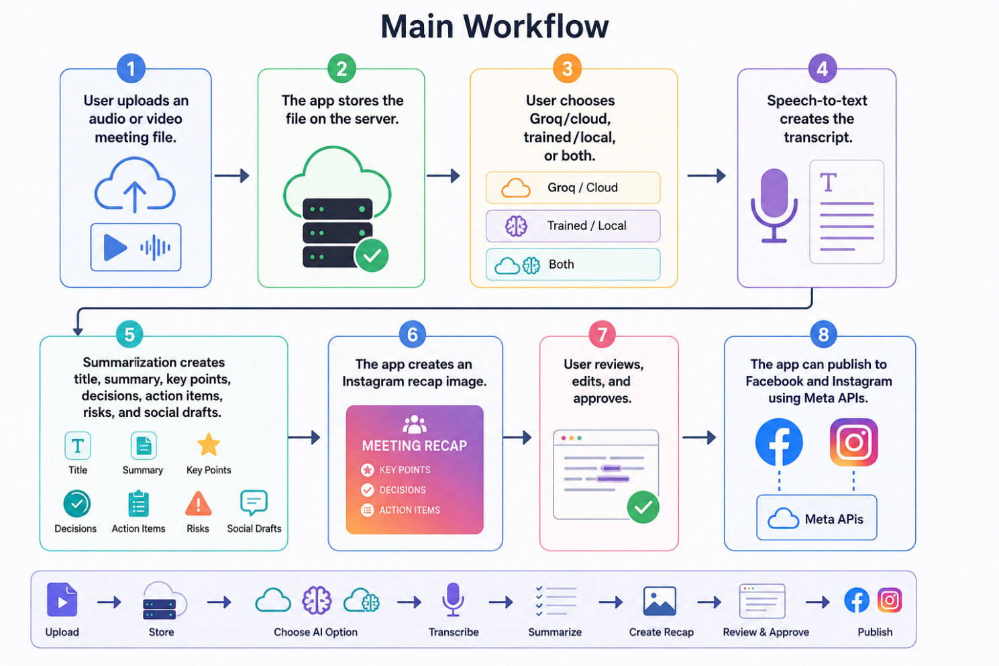 Main Workflow
1
User uploads an
audio or video
meeting file.
2
The app stores the
file on the server.
3
User chooses
Groq/cloud,
trained/local,
or both.
Groq / Cloud
Trained / Local
Both
4
Speech-to-text
creates the
transcript.
T
5
Summariization creates
title, summary, key points,
decisions, action items,
risks, and social drafts.
T
Title
Summary
Key Points
Decisions
Action Items
Risks
Social Drafts
6
The app creates an
Instagram recap image.
MEETING RECAP
KEY POINTS
DECISIONS
ACTION ITEMS
7
User reviews,
edits, and
approves.
8
The app can publish to
Facebook and Instagram
using Meta APIs.
Meta APIs
Upload
Store
Choose AI Option
Transcribe
Summarize
Create Recap
Review & Approve
Publish